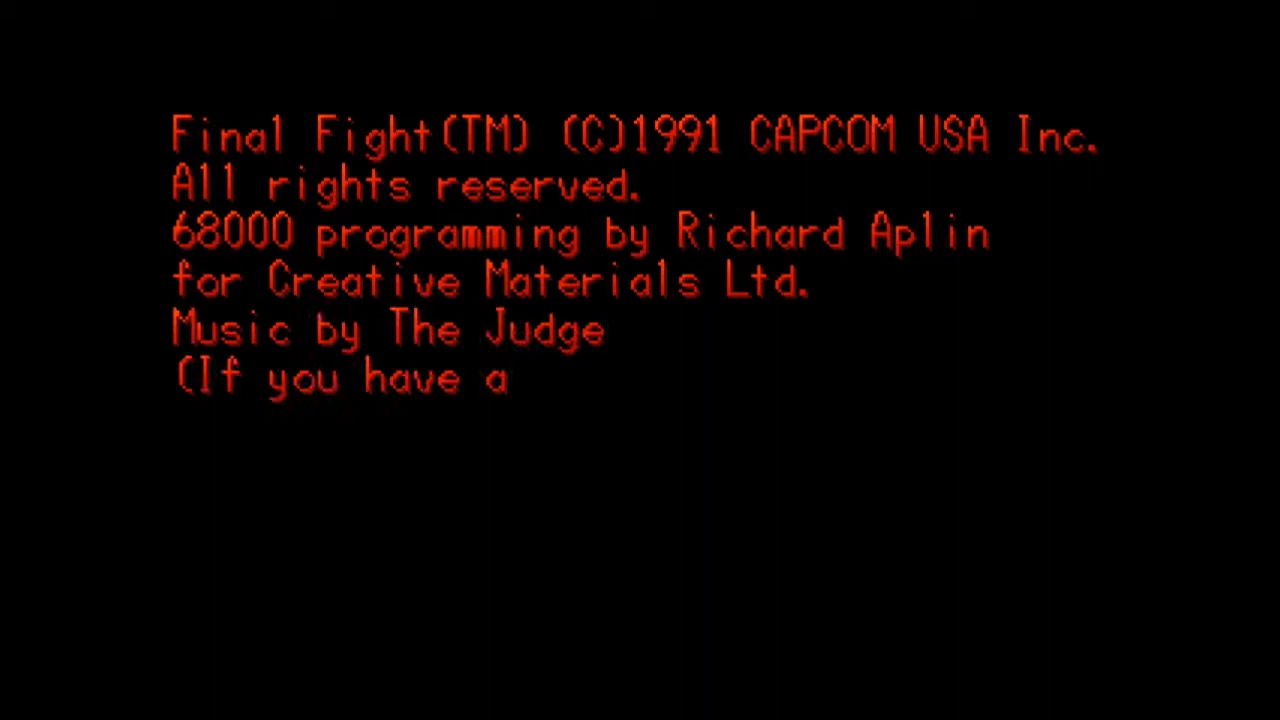 Final Fight(TM) (C)1991 CAPCOM USA Inc.
All rights reserved.
68000 programming by Richard Aplin
for Creative Materials Ltd.
Music by The Judge
(If you have a